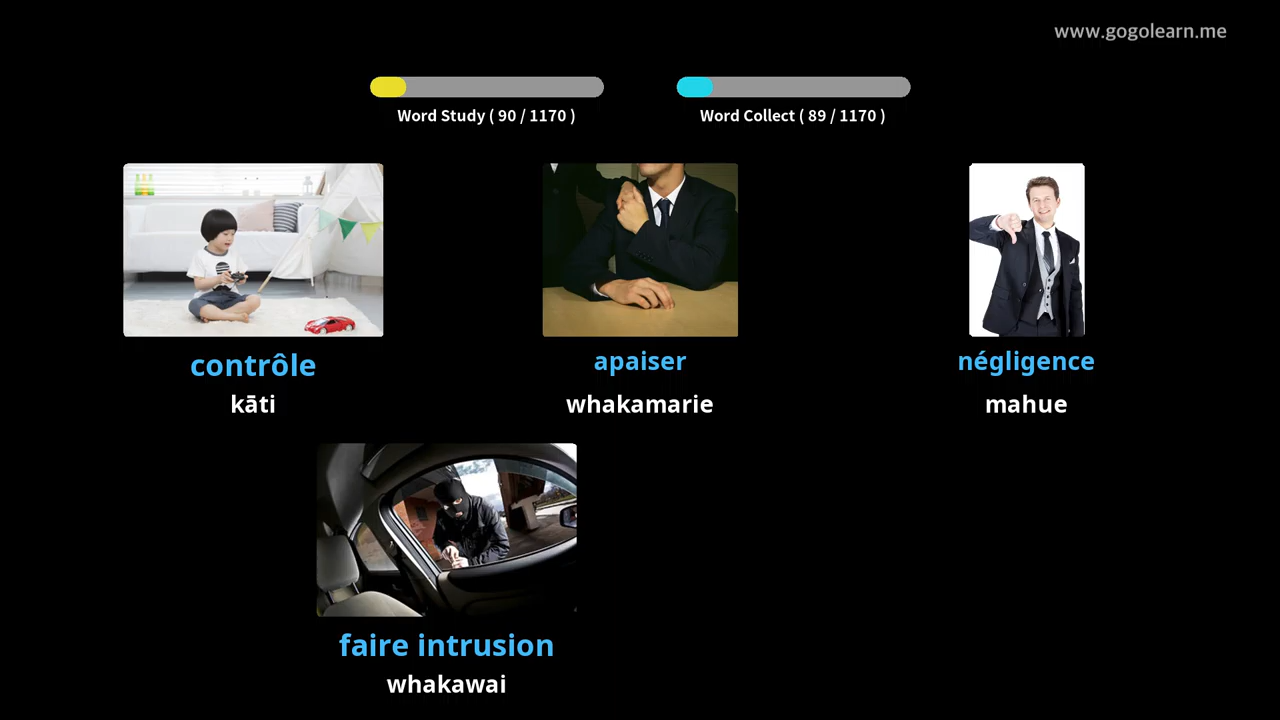 www.gogolearn.me
Word Study ( 90 / 1170 )
Word Collect ( 89 / 1170 )
contrôle
kāti
apaiser
whakamarie
négligence
mahue
faire intrusion
whakawai